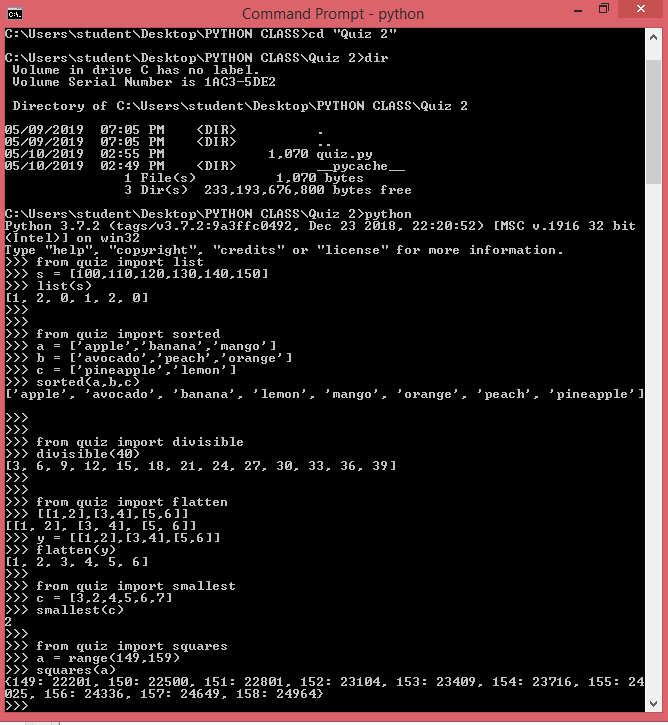 Command Prompt - python
C:\Users\student\Desktop\PYTHON CLASS>cd "Quiz 2"
C:\Users\student\Desktop\PYTHON CLASS\Quiz 2>dir
 Volume in drive C has no label.
 Volume Serial Number is 1AC3-5DE2
 Directory of C:\Users\student\Desktop\PYTHON CLASS\Quiz 2
05/09/2019  07:05 PM    <DIR>          .
05/09/2019  07:05 PM    <DIR>          ..
05/10/2019  02:55 PM             1,070 quiz.py
05/10/2019  02:49 PM    <DIR>          __pycache__
               1 File(s)          1,070 bytes
               3 Dir(s)  233,193,676,800 bytes free
C:\Users\student\Desktop\PYTHON CLASS\Quiz 2>python
Python 3.7.2 (tags/v3.7.2:9a3ffc0492, Dec 23 2018, 22:20:52) [MSC v.1916 32 bit
(Intel)] on win32
Type "help", "copyright", "credits" or "license" for more information.
>>> from quiz import list
>>> s = [100,110,120,130,140,150]
>>> list(s)
[1, 2, 0, 1, 2, 0]
>>>
>>>
>>> from quiz import sorted
>>> a = ['apple','banana','mango']
>>> b = ['avocado','peach','orange']
>>> c = ['pineapple','lemon']
>>> sorted(a,b,c)
['apple', 'avocado', 'banana', 'lemon', 'mango', 'orange', 'peach', 'pineapple']
>>>
>>>
>>> from quiz import divisible
>>> divisible(40)
[3, 6, 9, 12, 15, 18, 21, 24, 27, 30, 33, 36, 39]
>>>
>>>
>>> from quiz import flatten
>>> [[1,2],[3,4],[5,6]]
[[1, 2], [3, 4], [5, 6]]
>>> y = [[1,2],[3,4],[5,6]]
>>> flatten(y)
[1, 2, 3, 4, 5, 6]
>>>
>>> from quiz import smallest
>>> c = [3,2,4,5,6,7]
>>> smallest(c)
2
>>>
>>> from quiz import squares
>>> a = range(149,159)
>>> squares(a)
{149: 22201, 150: 22500, 151: 22801, 152: 23104, 153: 23409, 154: 23716, 155: 24
025, 156: 24336, 157: 24649, 158: 24964}
>>>